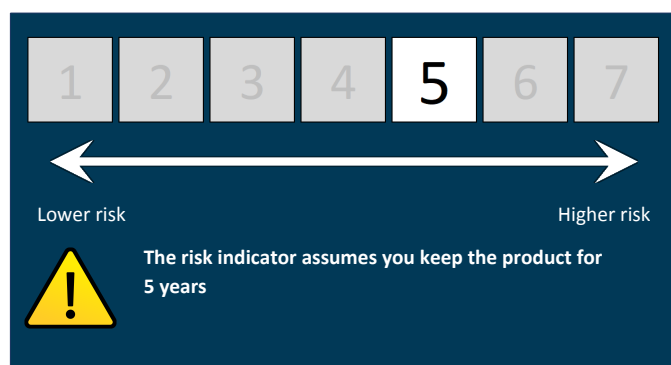 1 2 3 4 5 6 7
Lower risk Higher risk
The risk indicator assumes you keep the product for
5 years